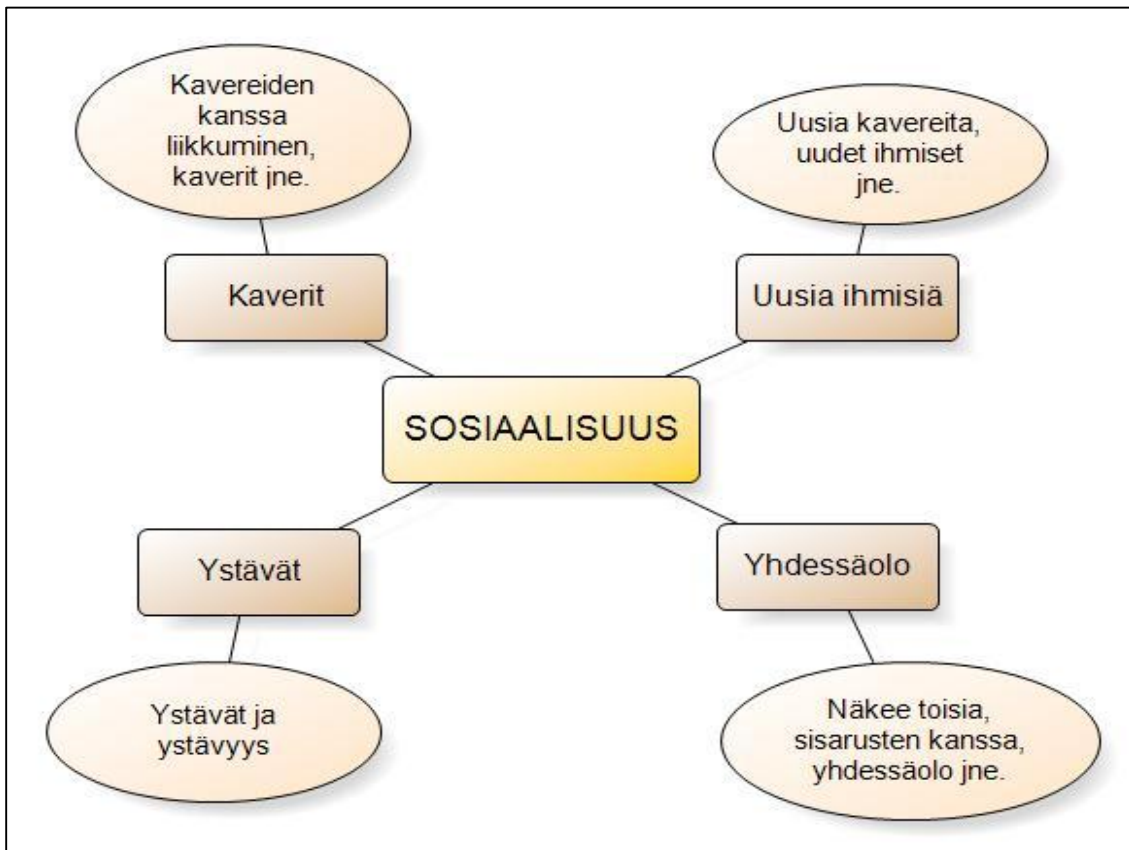 Kavereiden
kanssa
liikkuminen,
kaverit jne.
Uusia kavereita,
uudet ihmiset
jne.
Kaverit
Uusia ihmisiä
SOSIAALISUUS
Ystävät
Yhdessäolo
Ystävät ja
ystävyys
Näkee toisia,
sisarusten kanssa,
yhdessäolo jne.